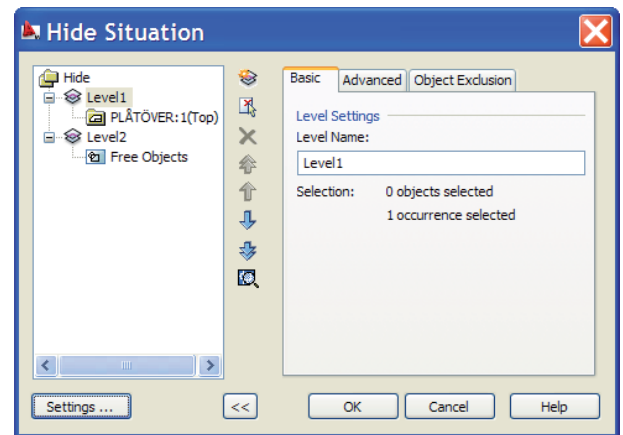 Hide Situation
Hide
Level1
PLÅTÖVER:1(Top)
Level2
Free Objects
Basic
Advanced
Object Exclusion
Level Settings
Level Name:
Level1
Selection: 0 objects selected
1 occurrence selected
Settings ...
<<
OK
Cancel
Help